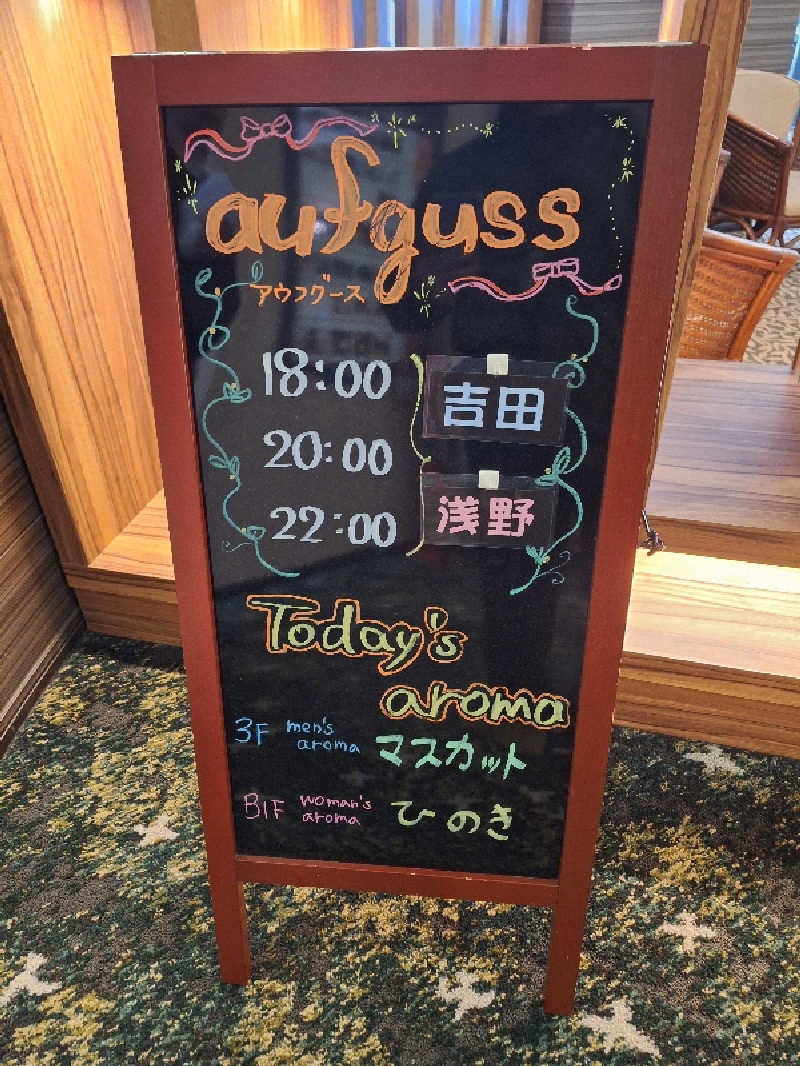 aufguss
アウフグース
18:00
吉田
20:00
22:00
浅野
Today's
aroma
3F men's
aroma マスカット
B1F woman's
aroma ひのき